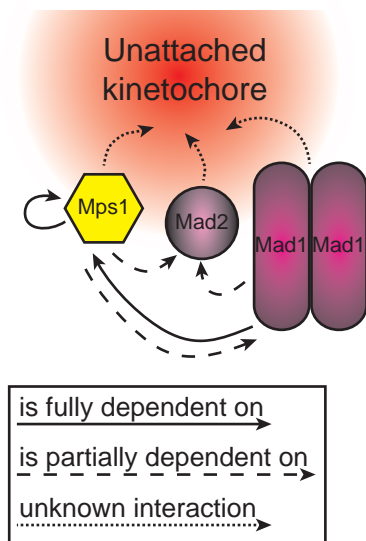 Unattached
kinetochore
Mps1
Mad2
Mad1 Mad1
is fully dependent on
is partially dependent on
unknown interaction